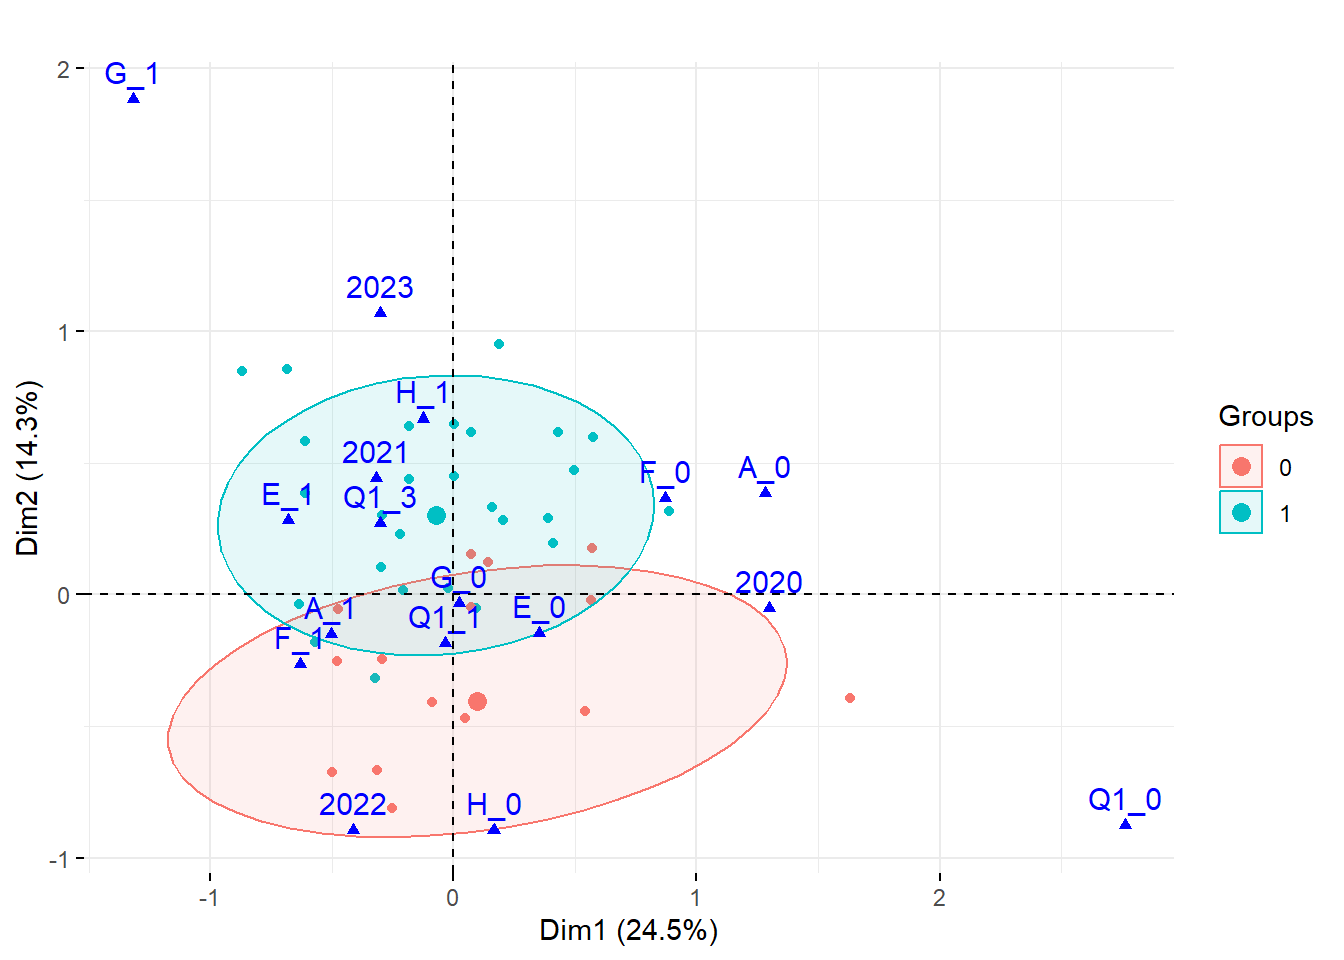 2
G_1
2023
1
H_1
2021
F_0
A_0
E_1
Q1_3
G_0
2020
0
A_1
Q1_1
E_0
F_1
2022
H_0
Q1_0
-1
-1
0
1
2
Dim1 (24.5%)
Dim2 (14.3%)
Groups
0
1